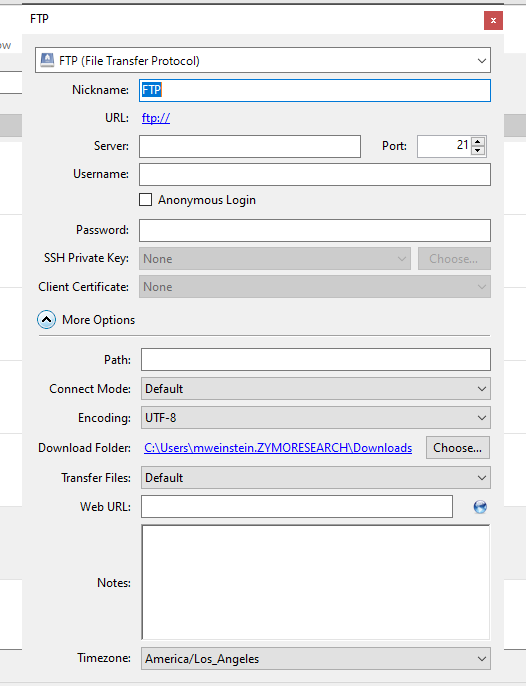 FTP
ow
FTP (File Transfer Protocol)
Nickname: FTP
URL: ftp://
Server: Port: 21
Username:
Anonymous Login
Password:
SSH Private Key: None Choose...
Client Certificate: None
More Options
Path:
Connect Mode: Default
Encoding: UTF-8
Download Folder: C:\Users\mweinstein.ZYMORESEARCH\Downloads Choose...
Transfer Files: Default
Web URL:
Notes:
Timezone: America/Los_Angeles